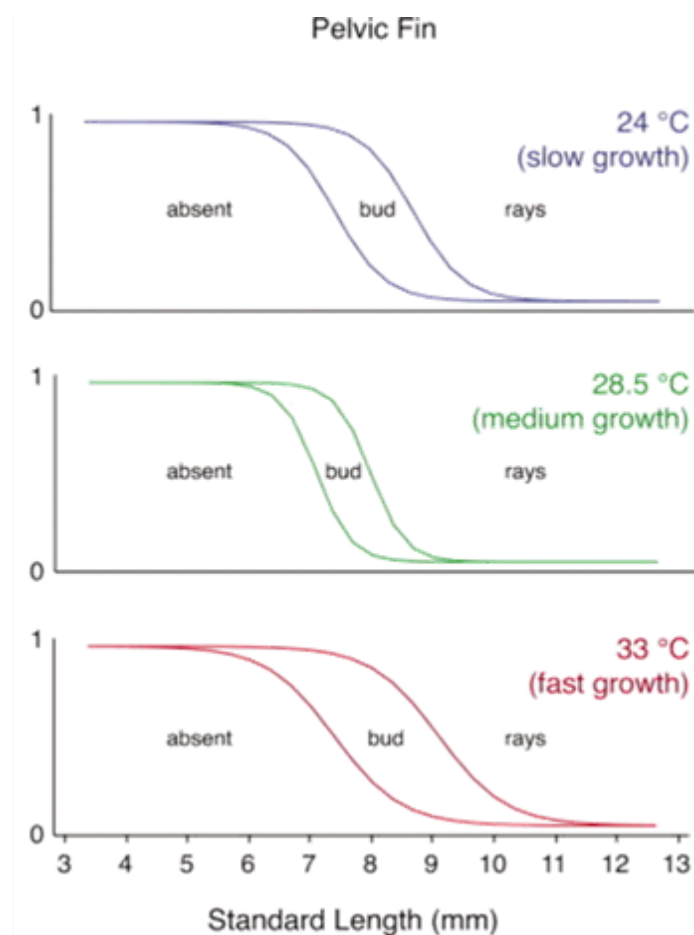 Pelvic Fin
1
24 °C
(slow growth)
absent bud rays
0
1
28.5 °C
(medium growth)
absent bud rays
0
1
33 °C
(fast growth)
absent bud rays
0
3 4 5 6 7 8 9 10 11 12 13
Standard Length (mm)